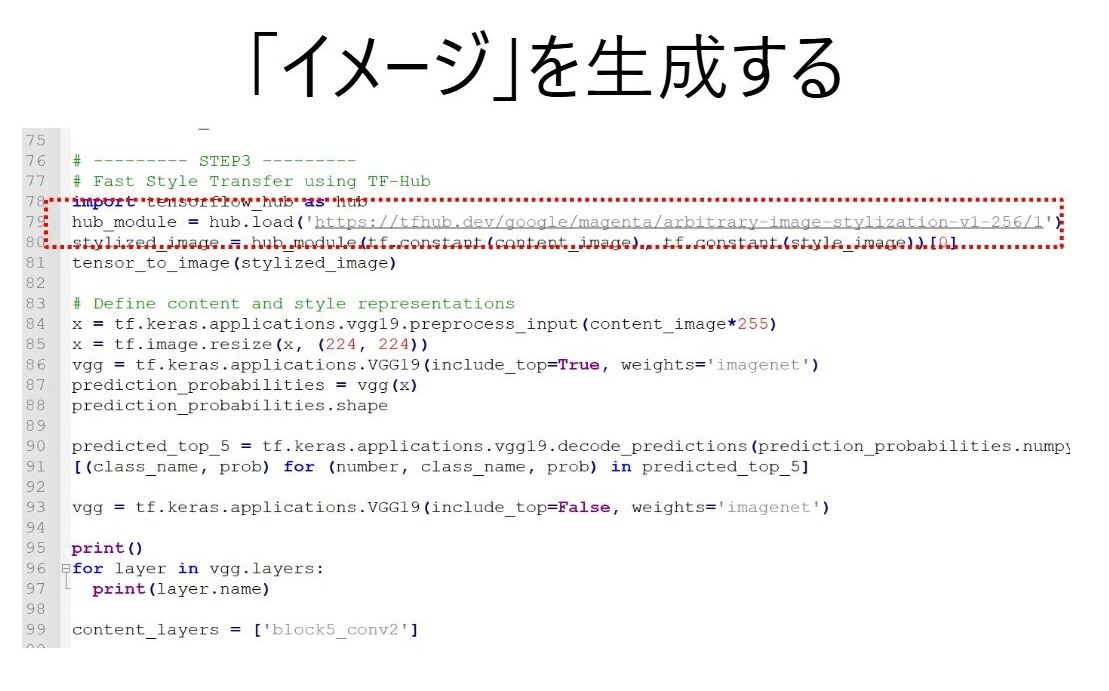 「イメージ」を生成する
75
76 # --------- STEP3 ---------
77 # Fast Style Transfer using TF-Hub
78 import tensorflow_hub as hub
79 hub_module = hub.load('https://tfhub.dev/google/magenta/arbitrary-image-stylization-v1-256/1')
80 stylized_image = hub_module(tf.constant(content_image), tf.constant(style_image))[0]
81 tensor_to_image(stylized_image)
82
83 # Define content and style representations
84 x = tf.keras.applications.vgg19.preprocess_input(content_image*255)
85 x = tf.image.resize(x, (224, 224))
86 vgg = tf.keras.applications.VGG19(include_top=True, weights='imagenet')
87 prediction_probabilities = vgg(x)
88 prediction_probabilities.shape
89
90 predicted_top_5 = tf.keras.applications.vgg19.decode_predictions(prediction_probabilities.numpy
91 [(class_name, prob) for (number, class_name, prob) in predicted_top_5]
92
93 vgg = tf.keras.applications.VGG19(include_top=False, weights='imagenet')
94
95 print()
96 for layer in vgg.layers:
97   print(layer.name)
98
99 content_layers = ['block5_conv2']